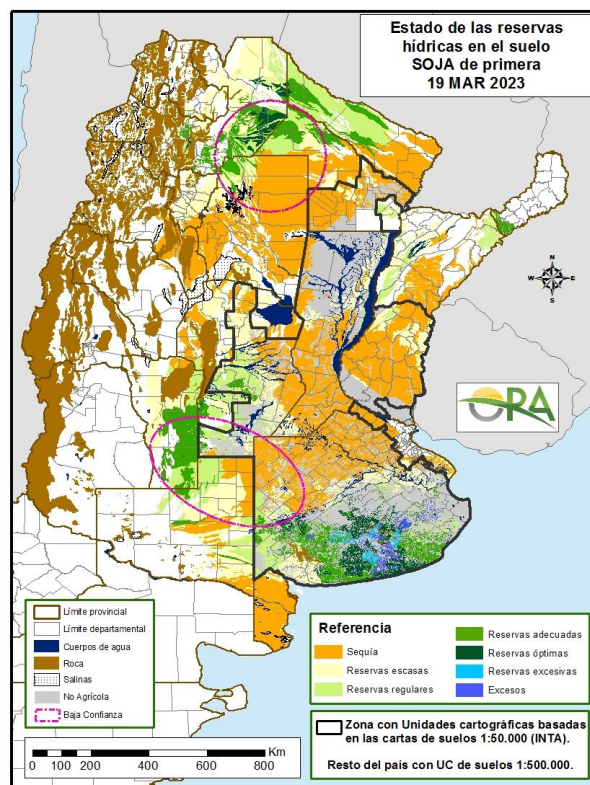 Estado de las reservas
hídricas en el suelo
SOJA de primera
19 MAR 2023
N
W E
S
ORA
Límite provincial
Límite departamental
Cuerpos de agua
Roca
Salinas
No Agrícola
Baja Confianza
Referencia
Sequía
Reservas escasas
Reservas regulares
Reservas adecuadas
Reservas óptimas
Reservas excesivas
Excesos
Zona con Unidades cartográficas basadas
en las cartas de suelos 1:50.000 (INTA).
Resto del país con UC de suelos 1:500.000.
Km
0 100 200 400 600 800